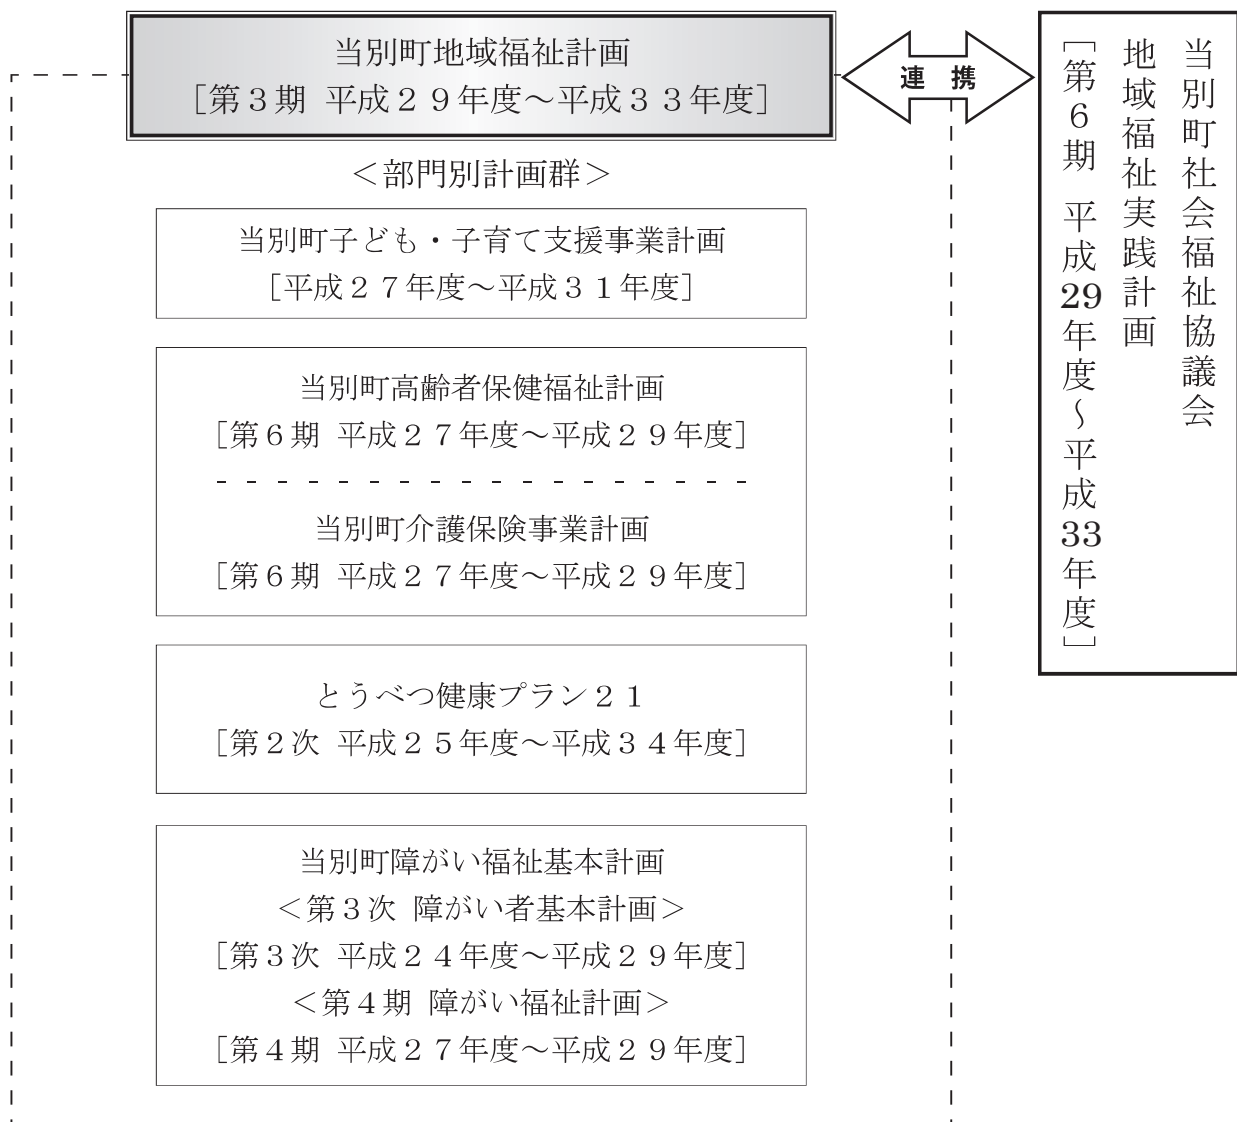 当別町地域福祉計画
［第３期 平成２９年度～平成３３年度］
連 携
＜部門別計画群＞
当別町子ども・子育て支援事業計画
［平成２７年度～平成３１年度］
当別町高齢者保健福祉計画
［第６期 平成２７年度～平成２９年度］
当別町介護保険事業計画
［第６期 平成２７年度～平成２９年度］
とうべつ健康プラン２１
［第２次 平成２５年度～平成３４年度］
当別町障がい福祉基本計画
＜第３次 障がい者基本計画＞
［第３次 平成２４年度～平成２９年度］
＜第４期 障がい福祉計画＞
［第４期 平成２７年度～平成２９年度］
当別町社会福祉協議会
地域福祉実践計画
［第６期 平成29年度～平成33年度］